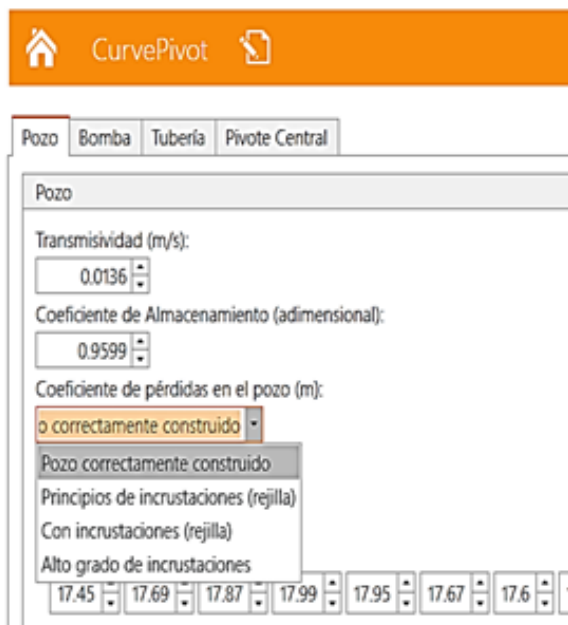 CurvePivot
Pozo Bomba Tubería Pivote Central
Pozo
Transmisividad (m/s):
0.0136
Coeficiente de Almacenamiento (adimensional):
0.9599
Coeficiente de pérdidas en el pozo (m):
o correctamente construido
Pozo correctamente construido
Principios de incrustaciones (rejilla)
Con incrustaciones (rejilla)
Alto grado de incrustaciones
17.45 17.69 17.87 17.99 17.95 17.67 17.6